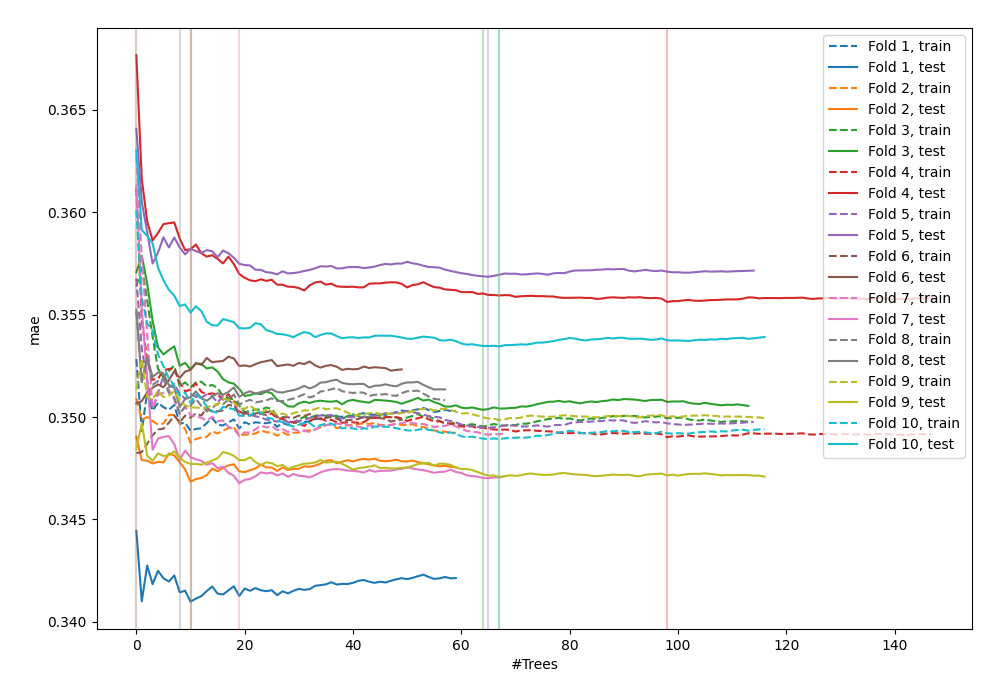 0.365
0.360
0.355
0.350
0.345
0.340
mae
0
20
40
60
80
100
120
140
#Trees
Fold 1, train
Fold 1, test
Fold 2, train
Fold 2, test
Fold 3, train
Fold 3, test
Fold 4, train
Fold 4, test
Fold 5, train
Fold 5, test
Fold 6, train
Fold 6, test
Fold 7, train
Fold 7, test
Fold 8, train
Fold 8, test
Fold 9, train
Fold 9, test
Fold 10, train
Fold 10, test